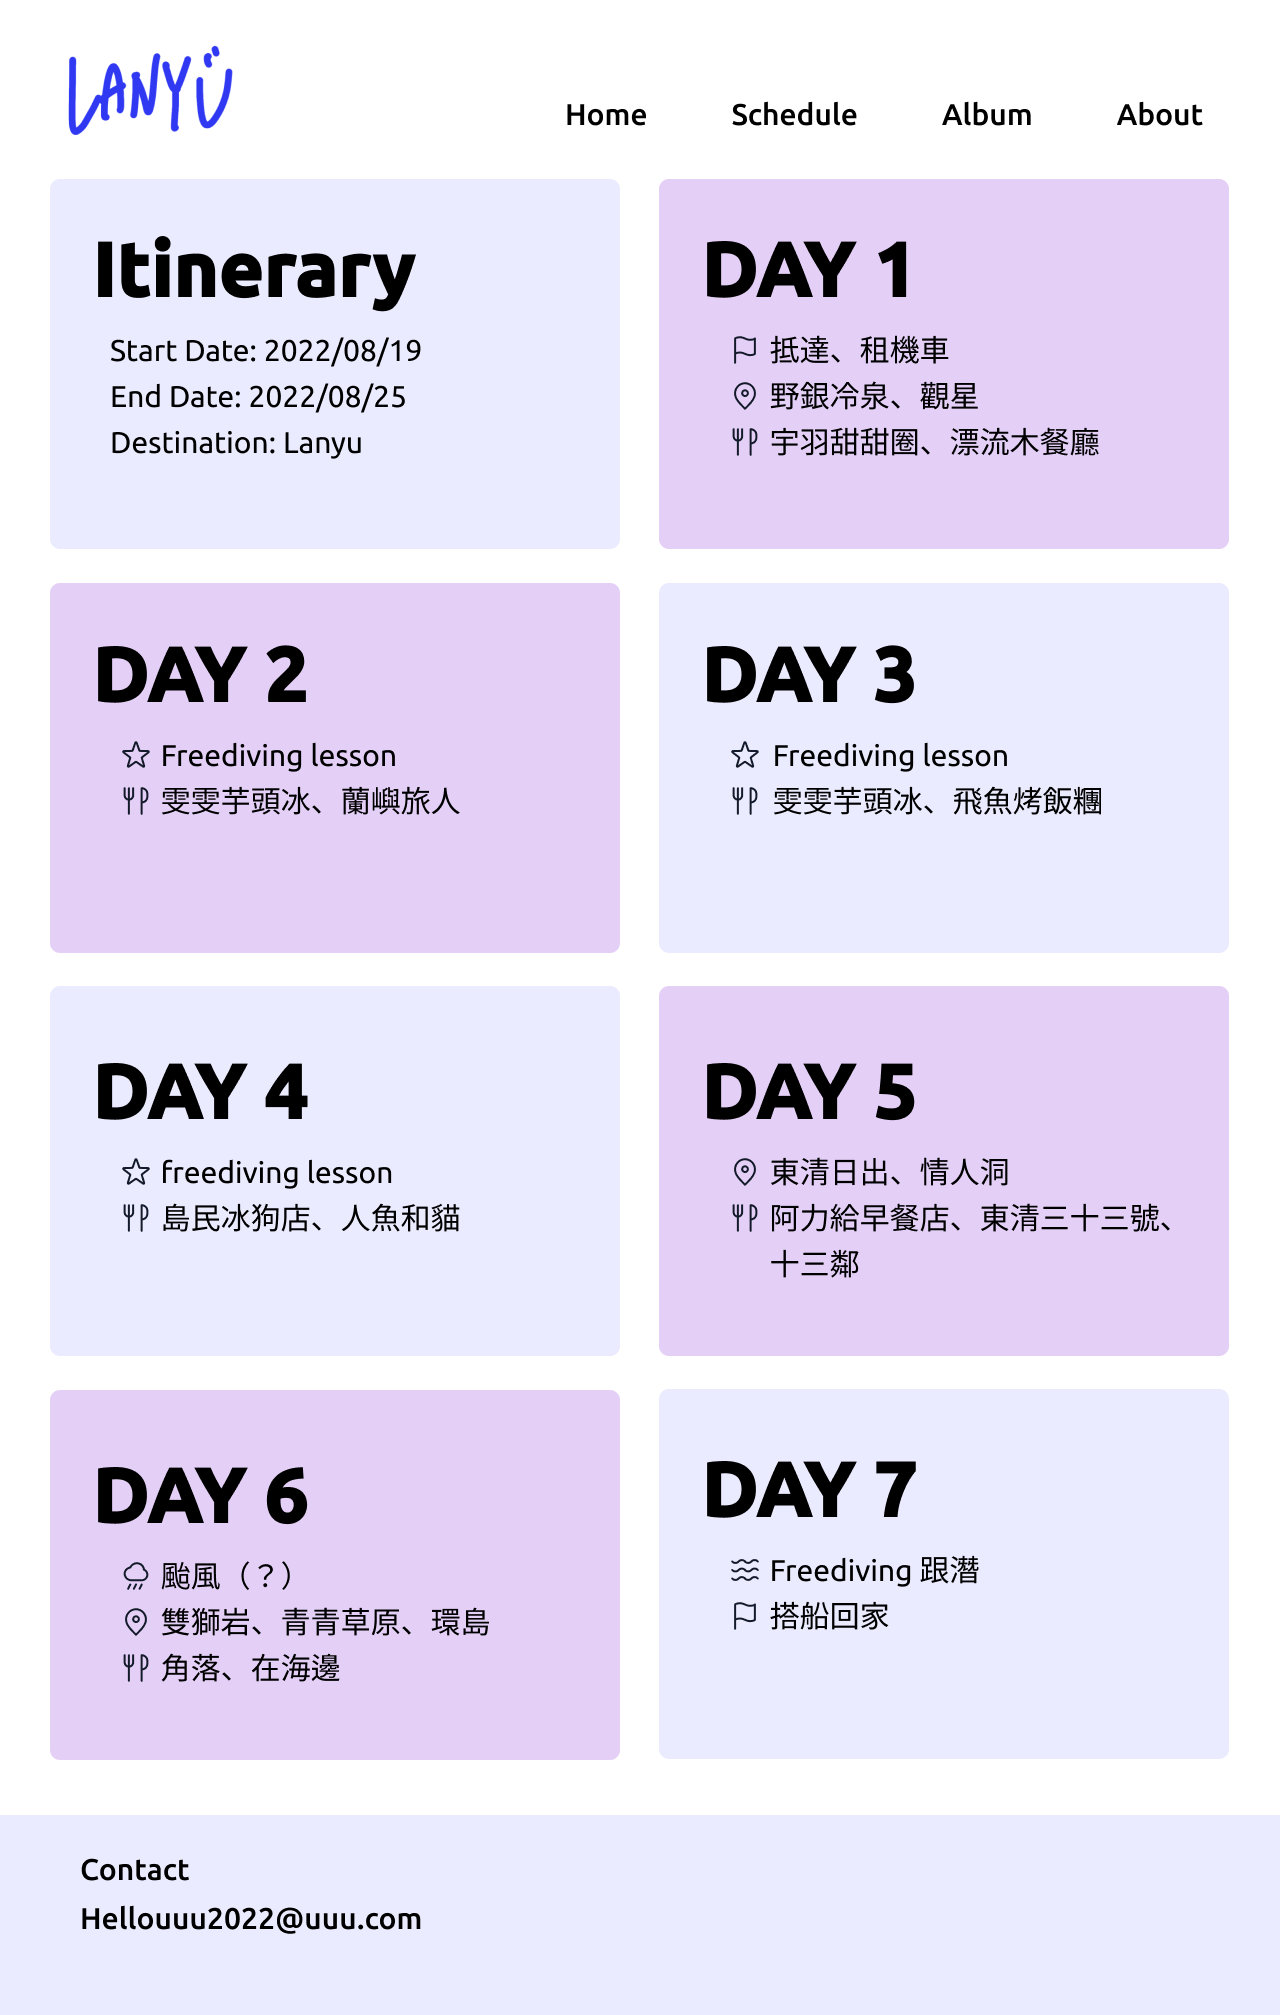 LANYÜ
Home Schedule Album About
Itinerary
Start Date: 2022/08/19
End Date: 2022/08/25
Destination: Lanyu
DAY 1
抵達、租機車
野銀冷泉、觀星
宇羽甜甜圈、漂流木餐廳
DAY 2
Freediving lesson
雯雯芋頭冰、蘭嶼旅人
DAY 3
Freediving lesson
雯雯芋頭冰、飛魚烤飯糰
DAY 4
freediving lesson
島民冰狗店、人魚和貓
DAY 5
東清日出、情人洞
阿力給早餐店、東清三十三號、
十三鄰
DAY 6
颱風（？）
雙獅岩、青青草原、環島
角落、在海邊
DAY 7
Freediving 跟潛
搭船回家
Contact
Hellouuu2022@uuu.com